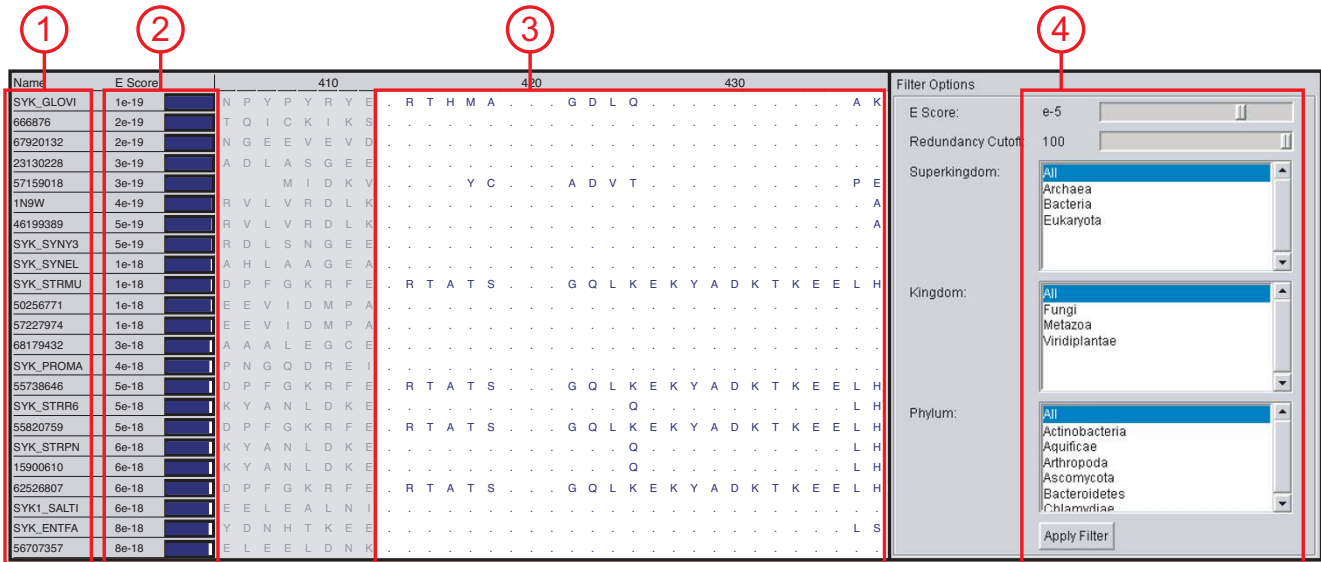 1 2 3 4
Name E Score 410 420 430 Filter Options
SYK_GLOVI 1e-19 N P Y P Y R Y E . R T H M A . . . G D L Q . . . . . . . . . . A K
666876 2e-19 T Q I C K I K S . . . . . . . . . . . . . . . . . . . . . . . . .
67920132 2e-19 N G E E V E V D . . . . . . . . . . . . . . . . . . . . . . . . .
23130228 3e-19 A D L A S G E E . . . . . . . . . . . . . . . . . . . . . . . . .
57159018 3e-19 M I D K V . . . . Y C . . . A D V T . . . . . . . . . . P E
1N9W 4e-19 R V L V R D L K . . . . . . . . . . . . . . . . . . . . . . . . A
46199389 5e-19 R V L V R D L K . . . . . . . . . . . . . . . . . . . . . . . . A
SYK_SYNY3 5e-19 R D L S N G E E . . . . . . . . . . . . . . . . . . . . . . . . .
SYK_SYNEL 1e-18 A H L A A G E A . . . . . . . . . . . . . . . . . . . . . . . . .
SYK_STRMU 1e-18 D P F G K R F E . R T A T S . . . G Q L K E K Y A D K T K E E L H
50256771 1e-18 E E V I D M P A . . . . . . . . . . . . . . . . . . . . . . . . .
57227974 1e-18 E E V I D M P A . . . . . . . . . . . . . . . . . . . . . . . . .
68179432 3e-18 A A A L E G C E . . . . . . . . . . . . . . . . . . . . . . . . .
SYK_PROMA 4e-18 P N G Q D R E I . . . . . . . . . . . . . . . . . . . . . . . . .
55738646 5e-18 D P F G K R F E . R T A T S . . . G Q L K E K Y A D K T K E E L H
SYK_STRR6 5e-18 K Y A N L D K E . . . . . . . . . . . . Q . . . . . . . . . . L H
55820759 5e-18 D P F G K R F E . R T A T S . . . G Q L K E K Y A D K T K E E L H
SYK_STRPN 6e-18 K Y A N L D K E . . . . . . . . . . . . Q . . . . . . . . . . L H
15900610 6e-18 K Y A N L D K E . . . . . . . . . . . . Q . . . . . . . . . . L H
62526807 6e-18 D P F G K R F E . R T A T S . . . G Q L K E K Y A D K T K E E L H
SYK1_SALTI 6e-18 E E L E A L N I . . . . . . . . . . . . . . . . . . . . . . . . .
SYK_ENTFA 8e-18 Y D N H T K E E . . . . . . . . . . . . . . . . . . . . . . . L S
56707357 8e-18 E L E E L D N K . . . . . . . . . . . . . . . . . . . . . . . . .
E Score: e-5
Redundancy Cutoff: 100
Superkingdom: All
Archaea
Bacteria
Eukaryota
Kingdom: All
Fungi
Metazoa
Viridiplantae
Phylum: All
Actinobacteria
Aquificae
Arthropoda
Ascomycota
Bacteroidetes
Chlamydiae
Apply Filter